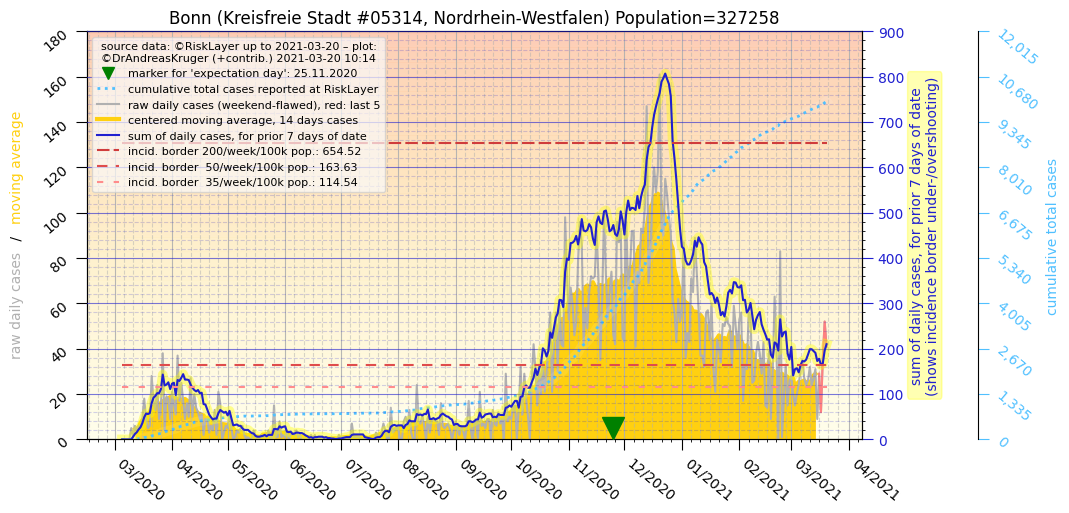 Bonn (Kreisfreie Stadt #05314, Nordrhein-Westfalen) Population=327258
source data: ©RiskLayer up to 2021-03-20 – plot:
©DrAndreasKruger (+contrib.) 2021-03-20 10:14
marker for 'expectation day': 25.11.2020
cumulative total cases reported at RiskLayer
raw daily cases (weekend-flawed), red: last 5
centered moving average, 14 days cases
sum of daily cases, for prior 7 days of date
incid. border 200/week/100k pop.: 654.52
incid. border  50/week/100k pop.: 163.63
incid. border  35/week/100k pop.: 114.54
raw daily cases / moving average
180
160
140
120
100
80
60
40
20
0
03/2020
04/2020
05/2020
06/2020
07/2020
08/2020
09/2020
10/2020
11/2020
12/2020
01/2021
02/2021
03/2021
04/2021
900
800
700
600
500
400
300
200
100
0
sum of daily cases, for prior 7 days of date
(shows incidence border under-/overshooting)
12,015
10,680
9,345
8,010
6,675
5,340
4,005
2,670
1,335
0
cumulative total cases